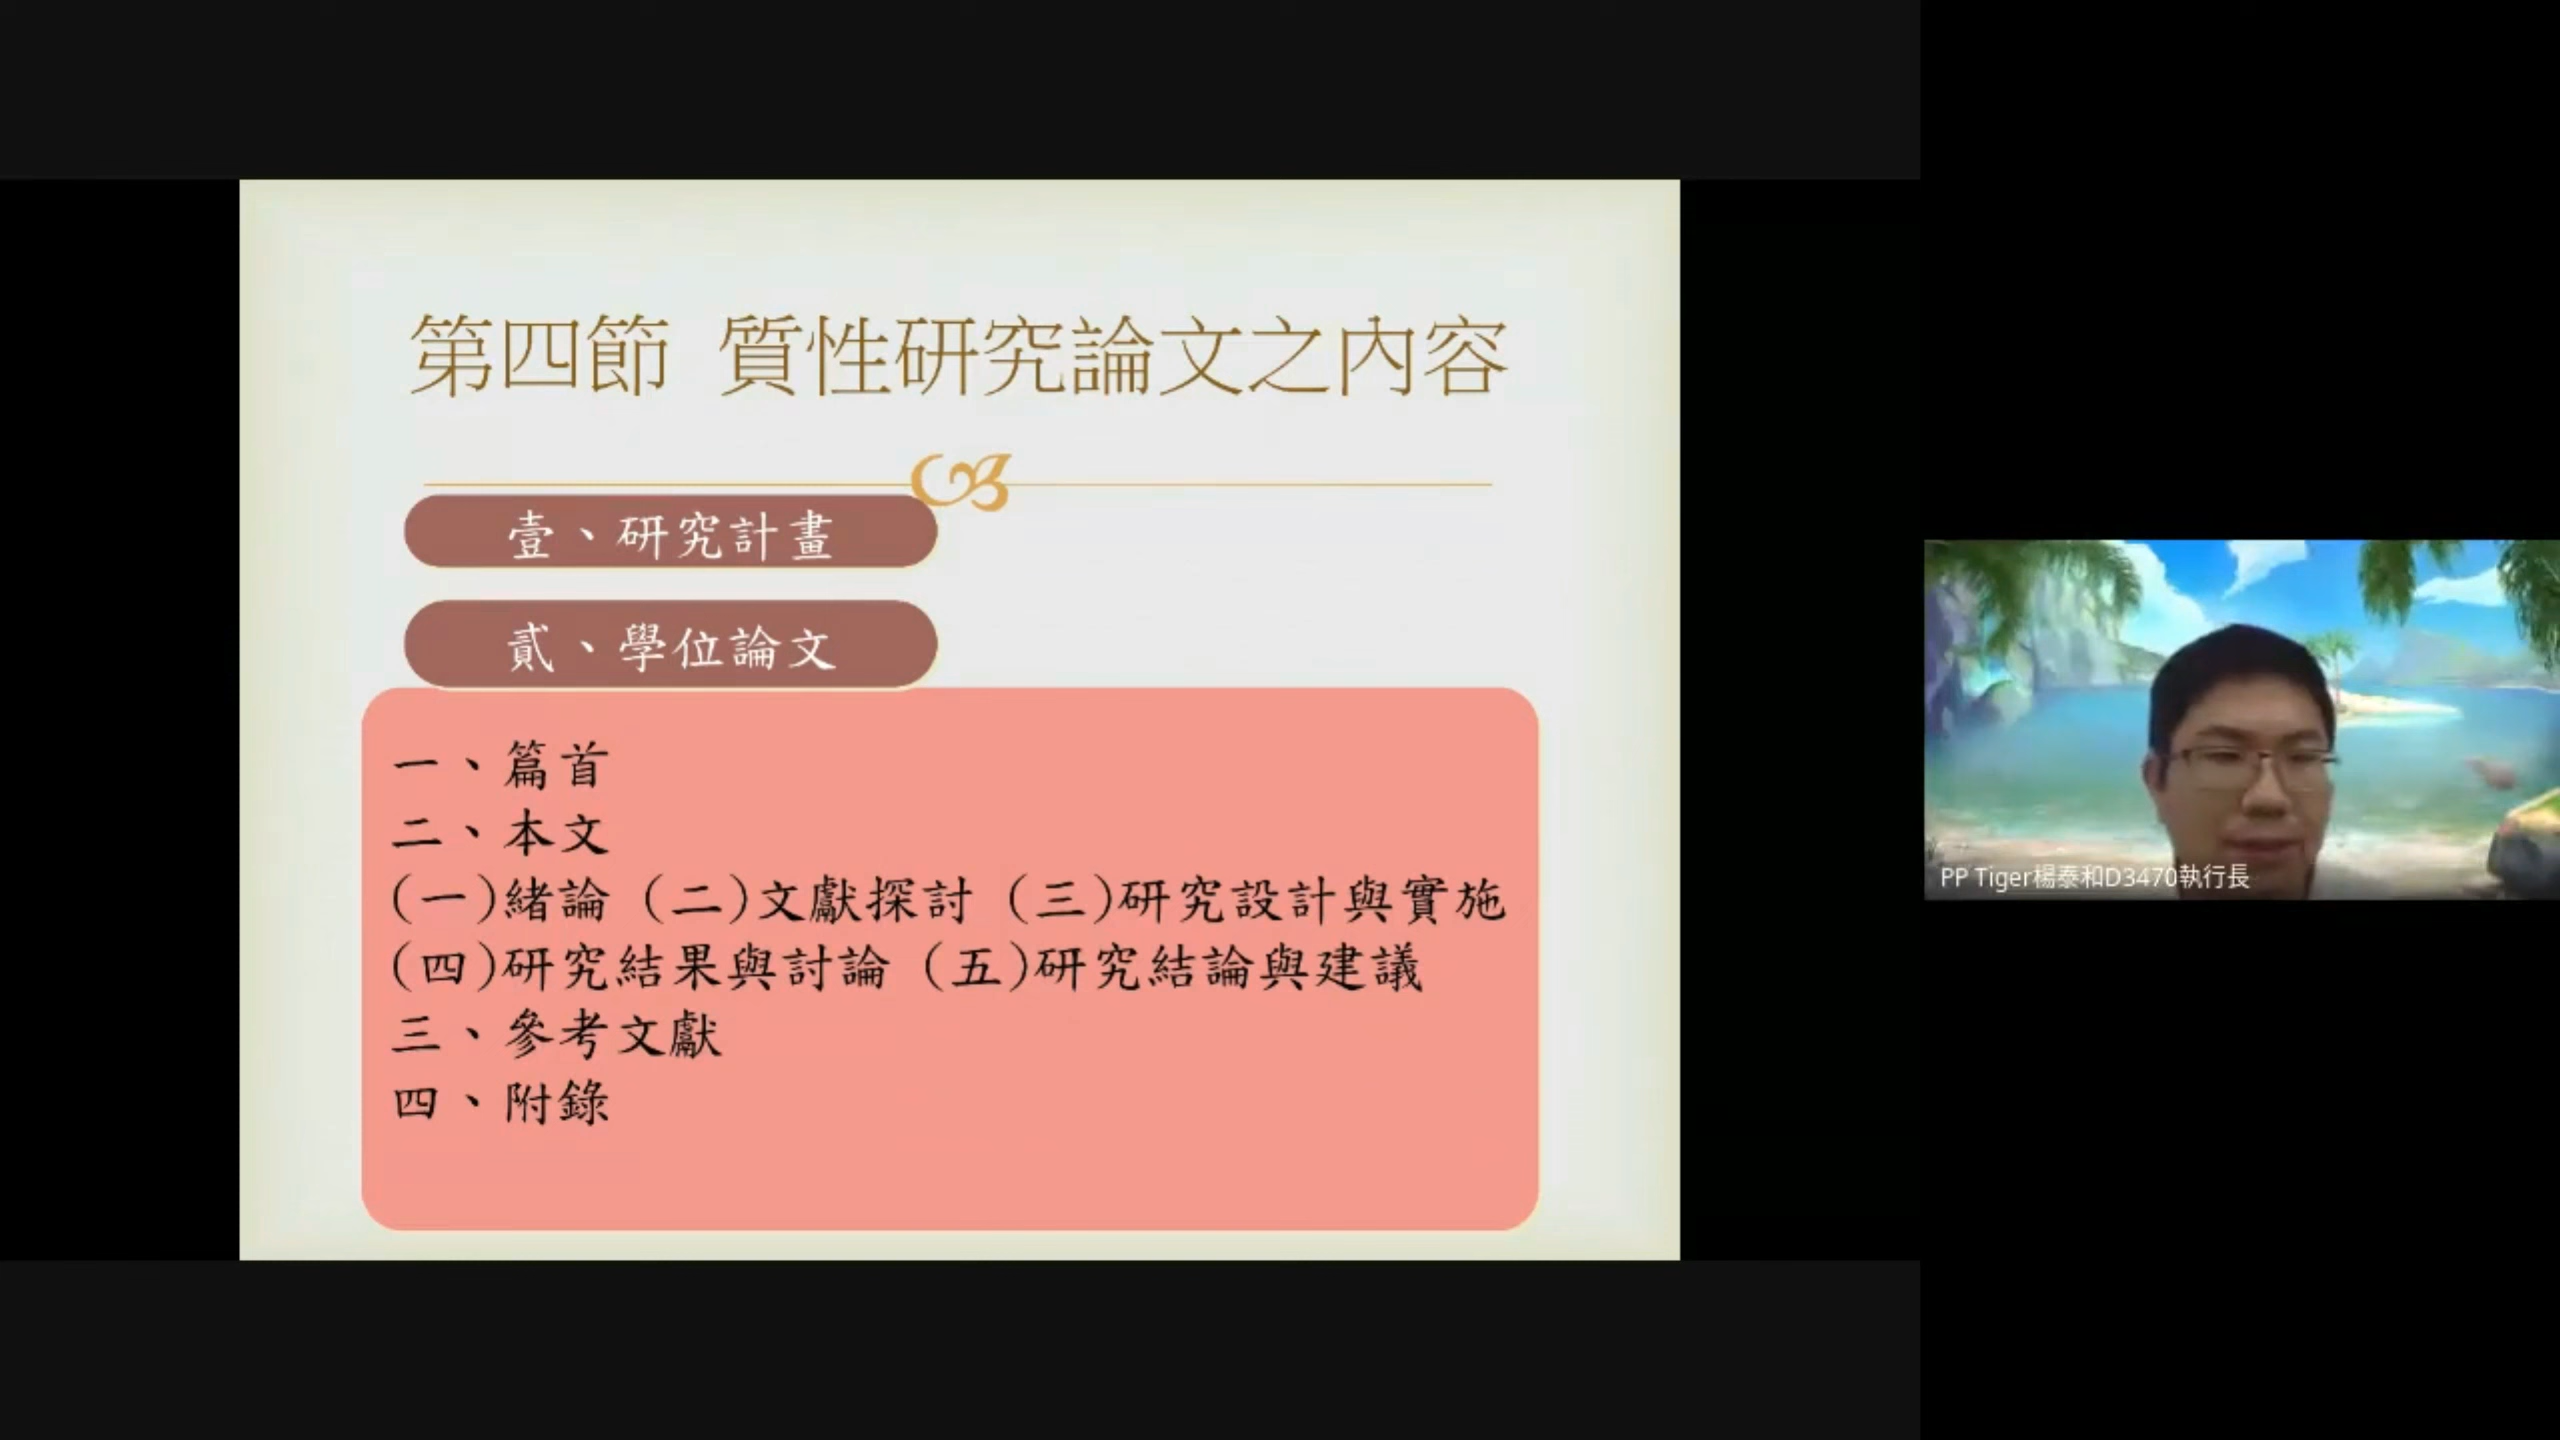 第四節 質性研究論文之內容
壹、研究計畫
貳、學位論文
一、篇首
二、本文
(一)緒論 (二)文獻探討 (三)研究設計與實施
(四)研究結果與討論 (五)研究結論與建議
三、參考文獻
四、附錄
PP Tiger楊泰和D3470執行長